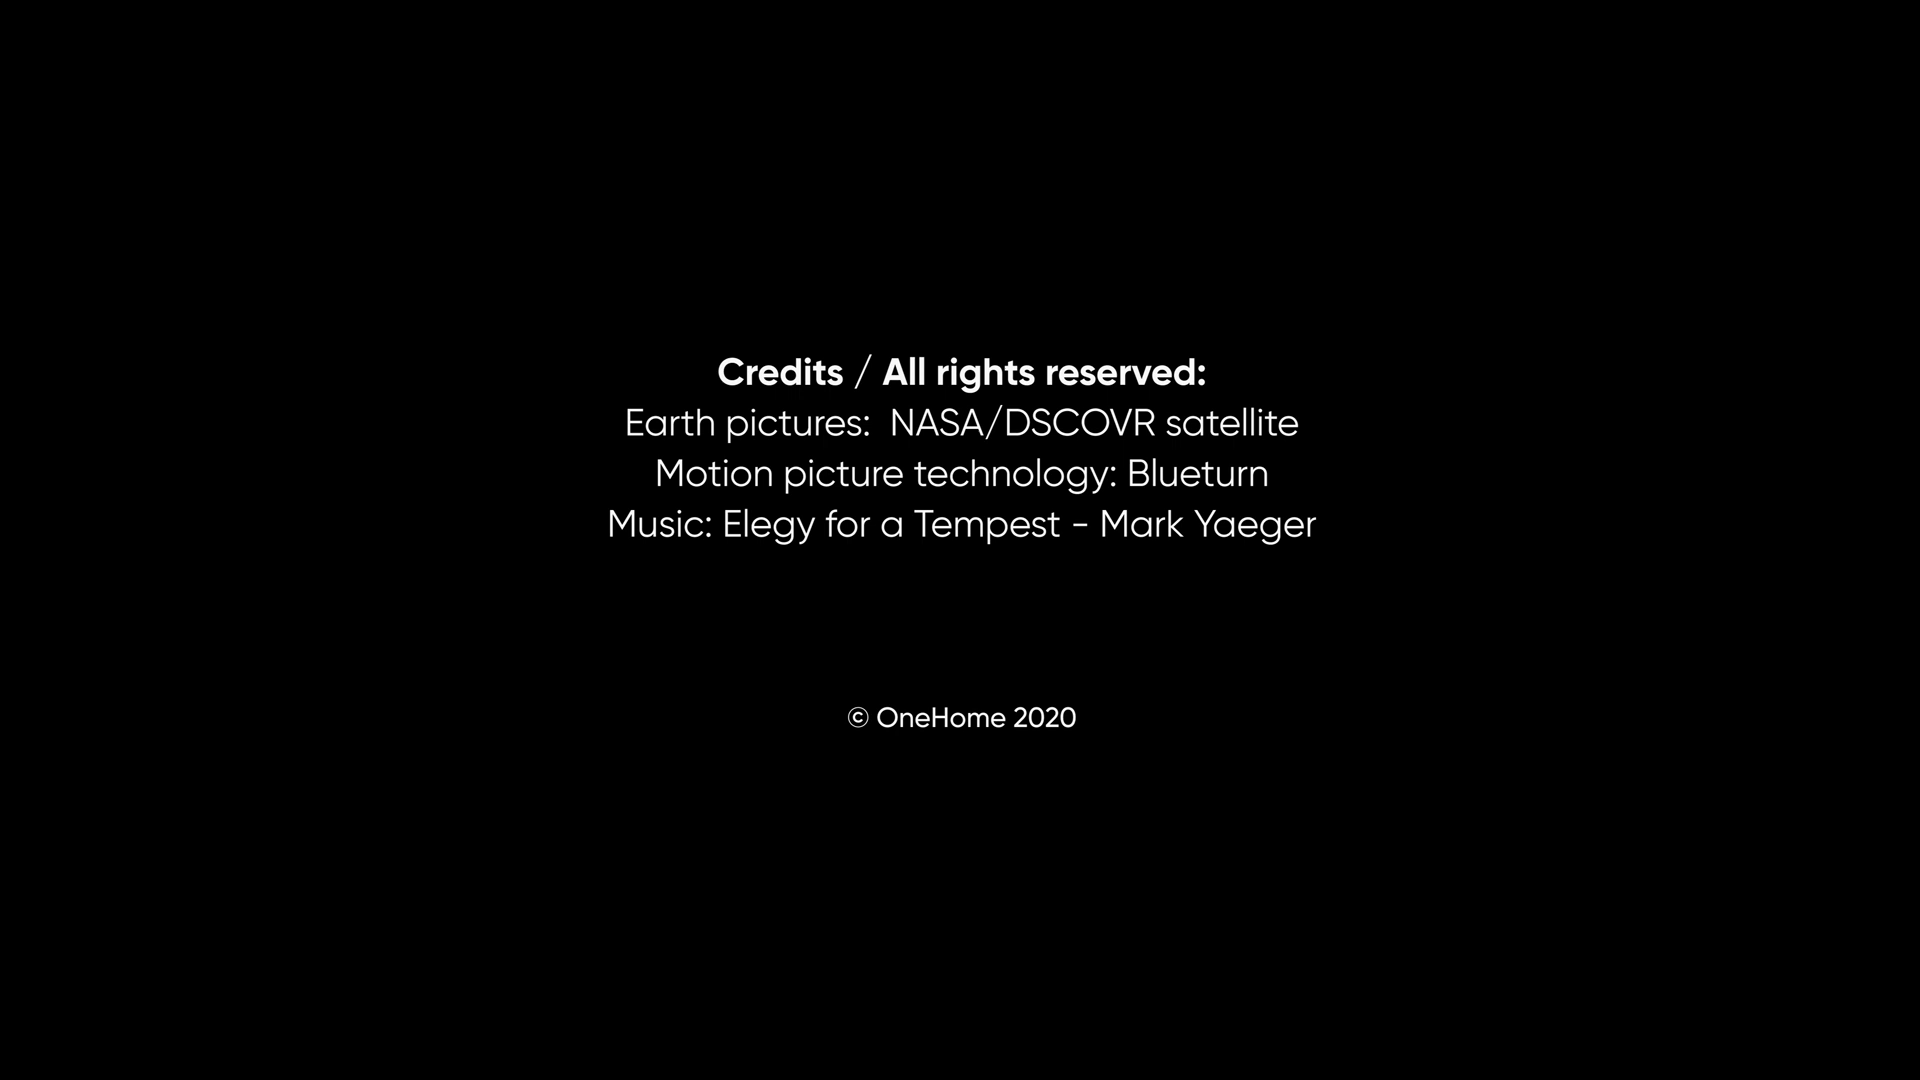 Credits / All rights reserved:
Earth pictures:  NASA/DSCOVR satellite
Motion picture technology: Blueturn
Music: Elegy for a Tempest - Mark Yaeger
© OneHome 2020